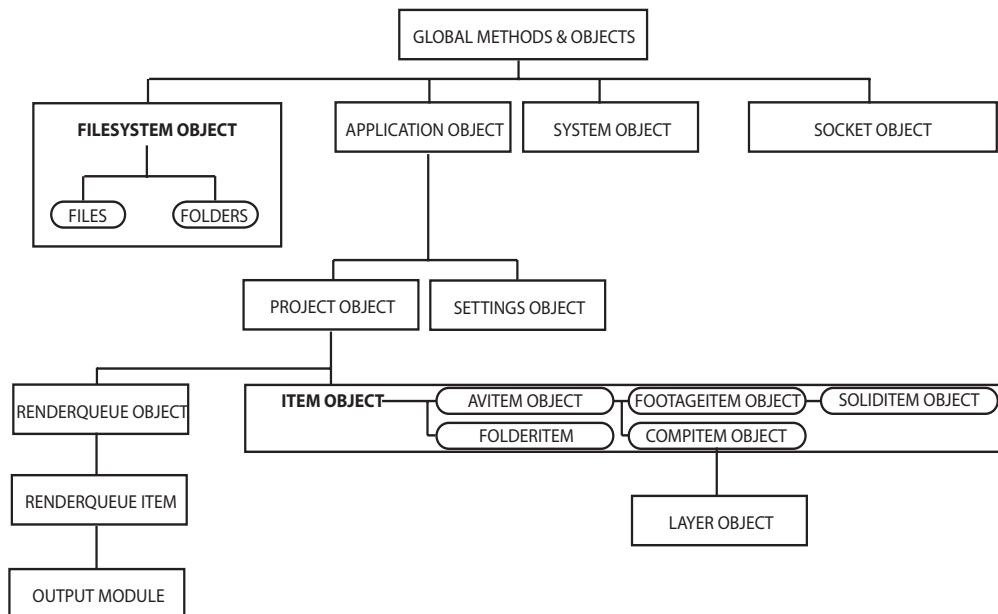 GLOBAL METHODS & OBJECTS
FILESYSTEM OBJECT
APPLICATION OBJECT
SYSTEM OBJECT
SOCKET OBJECT
FILES
FOLDERS
PROJECT OBJECT
SETTINGS OBJECT
RENDERQUEUE OBJECT
ITEM OBJECT
AVITEM OBJECT
FOOTAGEITEM OBJECT
SOLIDITEM OBJECT
FOLDERITEM
COMPITEM OBJECT
RENDERQUEUE ITEM
LAYER OBJECT
OUTPUT MODULE